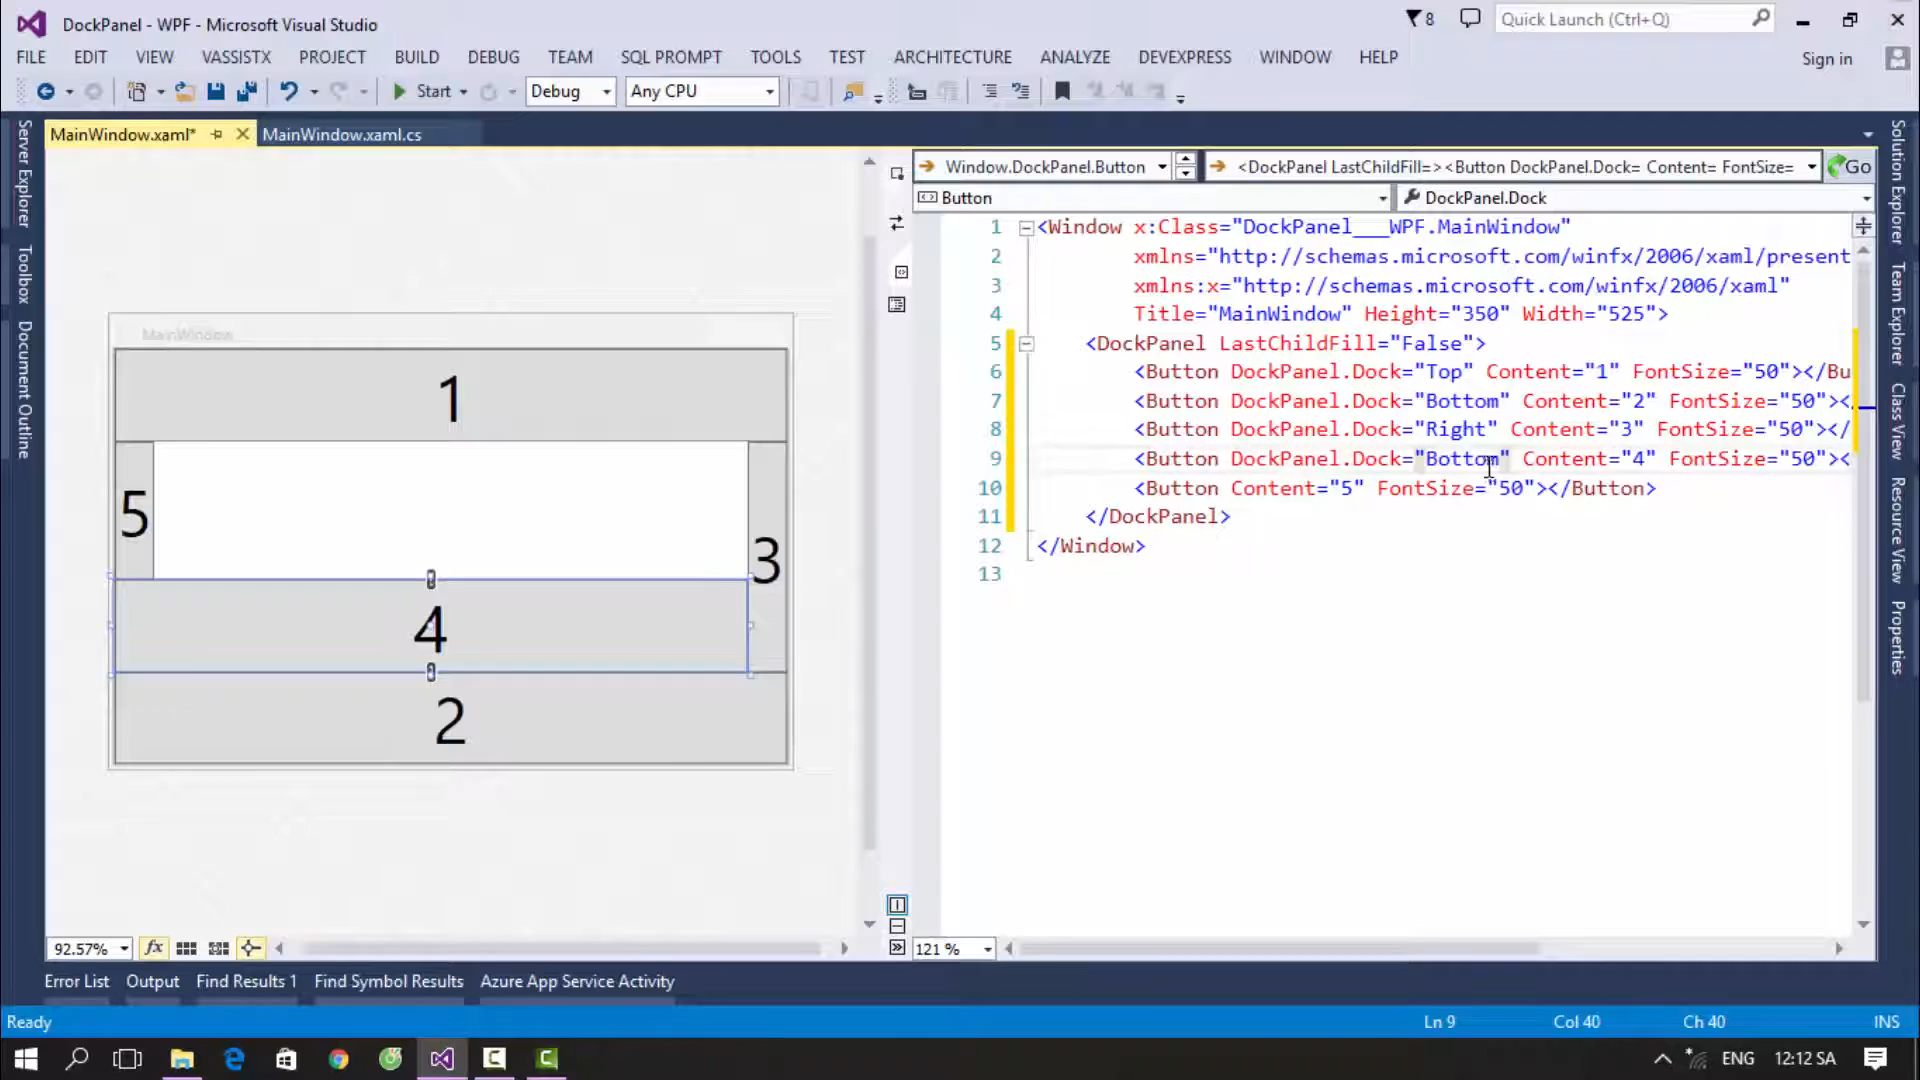 DockPanel - WPF - Microsoft Visual Studio
8
Quick Launch (Ctrl+Q)
FILE EDIT VIEW VASSISTX PROJECT BUILD DEBUG TEAM SQL PROMPT TOOLS TEST ARCHITECTURE ANALYZE DEVEXPRESS WINDOW HELP
Sign in
Start Debug Any CPU
MainWindow.xaml* MainWindow.xaml.cs
Server Explorer
Toolbox
Document Outline
MainWindow
1
5
3
4
2
Window.DockPanel.Button <DockPanel LastChildFill=><Button DockPanel.Dock= Content= FontSize= Go
Button DockPanel.Dock
1 <Window x:Class="DockPanel___WPF.MainWindow"
2 xmlns="http://schemas.microsoft.com/winfx/2006/xaml/present
3 xmlns:x="http://schemas.microsoft.com/winfx/2006/xaml"
4 Title="MainWindow" Height="350" Width="525">
5 <DockPanel LastChildFill="False">
6 <Button DockPanel.Dock="Top" Content="1" FontSize="50"></Bu
7 <Button DockPanel.Dock="Bottom" Content="2" FontSize="50"><
8 <Button DockPanel.Dock="Right" Content="3" FontSize="50"></
9 <Button DockPanel.Dock="Bottom" Content="4" FontSize="50"><
10 <Button Content="5" FontSize="50"></Button>
11 </DockPanel>
12 </Window>
13
Solution Explorer
Team Explorer
Class View
Resource View
Properties
92.57% fx
121 %
Error List Output Find Results 1 Find Symbol Results Azure App Service Activity
Ready Ln 9 Col 40 Ch 40 INS
ENG 12:12 SA